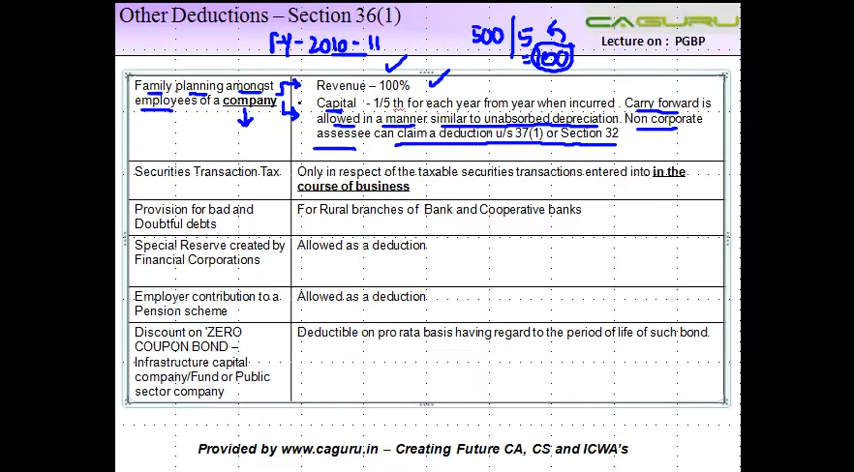 Other Deductions – Section 36(1)
CAGURU
Lecture on : PGBP
FY-2010-11
500 | 5
= 100
Family planning amongst
employees of a company
Revenue – 100%
• Capital - 1/5 th for each year from year when incurred . Carry forward is
allowed in a manner similar to unabsorbed depreciation. Non corporate
assessee can claim a deduction u/s 37(1) or Section 32
Securities Transaction Tax
Only in respect of the taxable securities transactions entered into in the
course of business
Provision for bad and
Doubtful debts
For Rural branches of Bank and Cooperative banks
Special Reserve created by
Financial Corporations
Allowed as a deduction
Employer contribution to a
Pension scheme
Allowed as a deduction
Discount on 'ZERO
COUPON BOND –
Infrastructure capital
company/Fund or Public
sector company
Deductible on pro rata basis having regard to the period of life of such bond.
Provided by www.caguru.in – Creating Future CA, CS and ICWA's